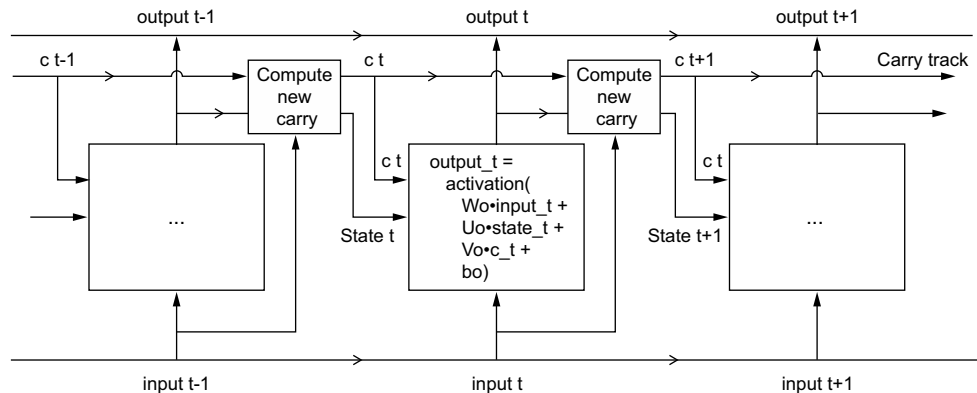 output t-1
output t
output t+1
c t-1
Compute
new
carry
c t
Compute
new
carry
c t+1
Carry track
...
c t
output_t =
activation(
Wo•input_t +
Uo•state_t +
Vo•c_t +
bo)
c t
...
State t
State t+1
input t-1
input t
input t+1